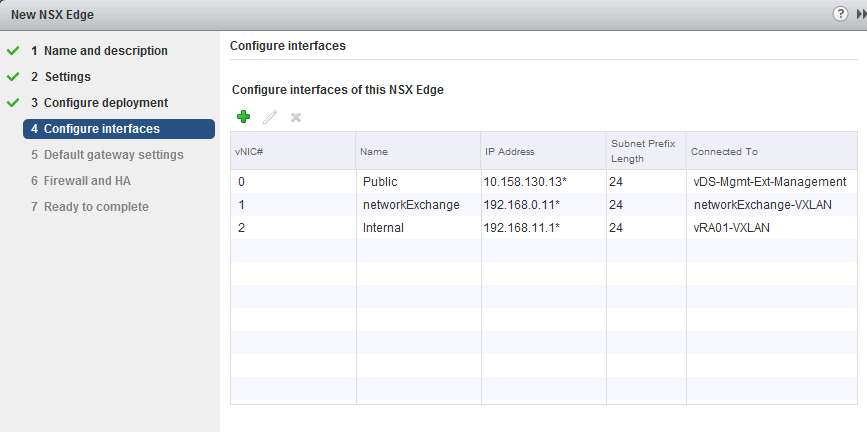 New NSX Edge
?
1 Name and description
2 Settings
3 Configure deployment
4 Configure interfaces
5 Default gateway settings
6 Firewall and HA
7 Ready to complete
Configure interfaces
Configure interfaces of this NSX Edge
vNIC# Name IP Address Subnet Prefix Length Connected To
0 Public 10.158.130.13* 24 vDS-Mgmt-Ext-Management
1 networkExchange 192.168.0.11* 24 networkExchange-VXLAN
2 Internal 192.168.11.1* 24 vRA01-VXLAN